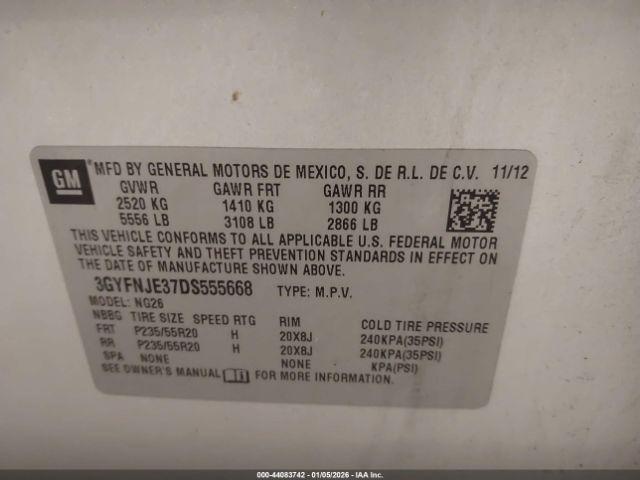 GM
MFD BY GENERAL MOTORS DE MEXICO, S. DE R.L. DE C.V. 11/12
GVWR GAWR FRT GAWR RR
2520 KG 1410 KG 1300 KG
5556 LB 3108 LB 2866 LB
THIS VEHICLE CONFORMS TO ALL APPLICABLE U.S. FEDERAL MOTOR
VEHICLE SAFETY AND THEFT PREVENTION STANDARDS IN EFFECT ON
THE DATE OF MANUFACTURE SHOWN ABOVE.
3GYFNJE37DS555668 TYPE: M.P.V.
MODEL: NG26
NBBG TIRE SIZE SPEED RTG RIM COLD TIRE PRESSURE
FRT P235/55R20 H 20X8J 240KPA(35PSI)
RR P235/55R20 H 20X8J 240KPA(35PSI)
SPA NONE NONE KPA(PSI)
SEE OWNER'S MANUAL FOR MORE INFORMATION.
000-44083742 - 01/05/2026 - IAA Inc.